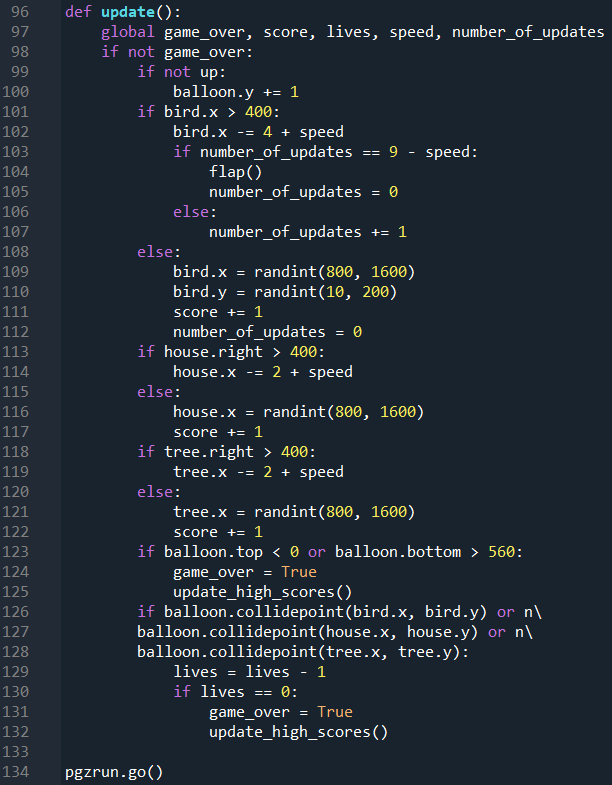 96 def update():
97     global game_over, score, lives, speed, number_of_updates
98     if not game_over:
99         if not up:
100             balloon.y += 1
101         if bird.x > 400:
102             bird.x -= 4 + speed
103             if number_of_updates == 9 - speed:
104                 flap()
105                 number_of_updates = 0
106             else:
107                 number_of_updates += 1
108         else:
109             bird.x = randint(800, 1600)
110             bird.y = randint(10, 200)
111             score += 1
112             number_of_updates = 0
113         if house.right > 400:
114             house.x -= 2 + speed
115         else:
116             house.x = randint(800, 1600)
117             score += 1
118         if tree.right > 400:
119             tree.x -= 2 + speed
120         else:
121             tree.x = randint(800, 1600)
122             score += 1
123         if balloon.top < 0 or balloon.bottom > 560:
124             game_over = True
125             update_high_scores()
126         if balloon.collidepoint(bird.x, bird.y) or n\
127         balloon.collidepoint(house.x, house.y) or n\
128         balloon.collidepoint(tree.x, tree.y):
129             lives = lives - 1
130             if lives == 0:
131                 game_over = True
132                 update_high_scores()
133
134 pgzrun.go()